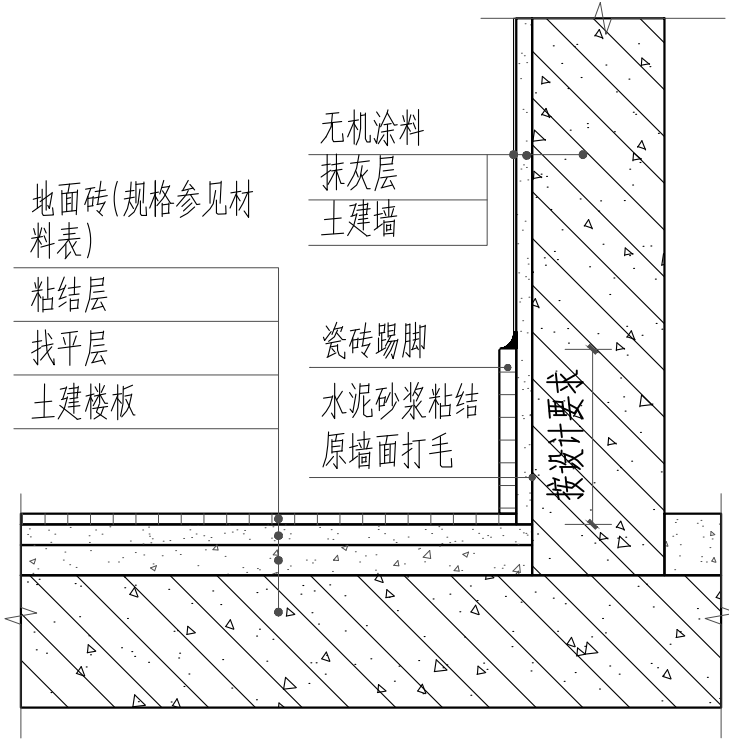 无机涂料
抹灰层
土建墙
地面砖(规格参见材
料表)
粘结层
找平层
土建楼板
瓷砖踢脚
水泥砂浆粘结
原墙面打毛
按设计要求